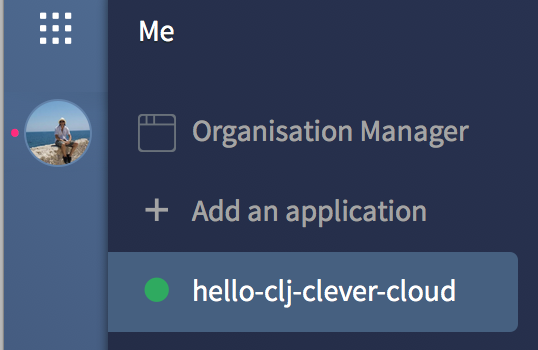 Me
Organisation Manager
Add an application
hello-clj-clever-cloud